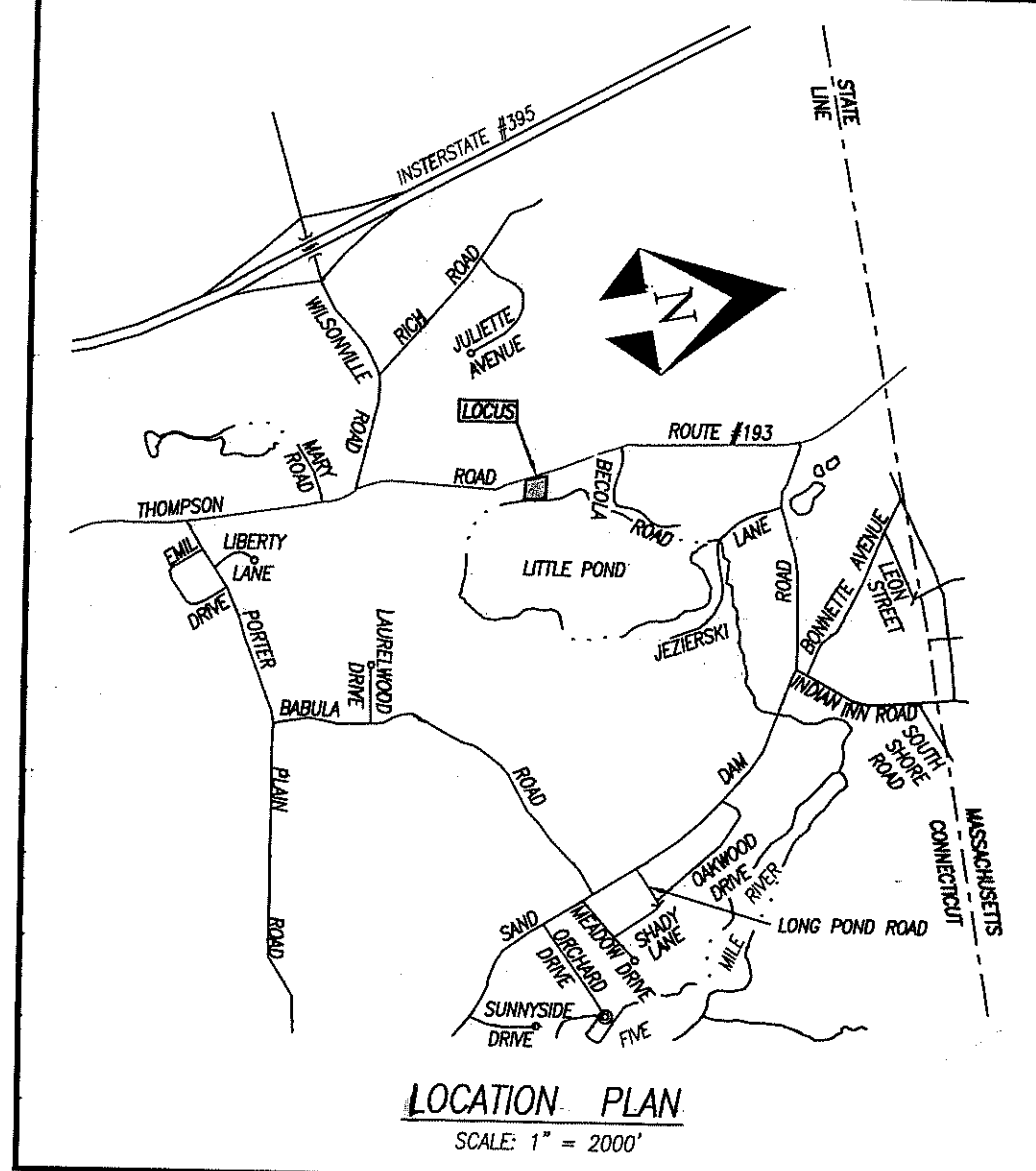 INSTERSTATE #395
STATE
LINE
WILSONVILLE
ROAD
RICH
ROAD
JULIETTE
AVENUE
N
LOCUS
ROUTE #193
MARY
ROAD
THOMPSON
ROAD
BECOLA
ROAD
LANE
JEZIERSKI
LITTLE POND
ROAD
BONNETTE AVENUE
LEON
STREET
EMIL
DRIVE
LIBERTY
LANE
PORTER
LAURELWOOD
DRIVE
BABULA
ROAD
INDIAN INN ROAD
SOUTH
SHORE
ROAD
DAM
PLAIN
ROAD
MASSACHUSETTS
CONNECTICUT
OAKWOOD
DRIVE
RIVER
SAND
MEADOW DRIVE
SHADY
LANE
LONG POND ROAD
ORCHARD
DRIVE
MILE
SUNNYSIDE
DRIVE
FIVE
LOCATION PLAN
SCALE: 1" = 2000'